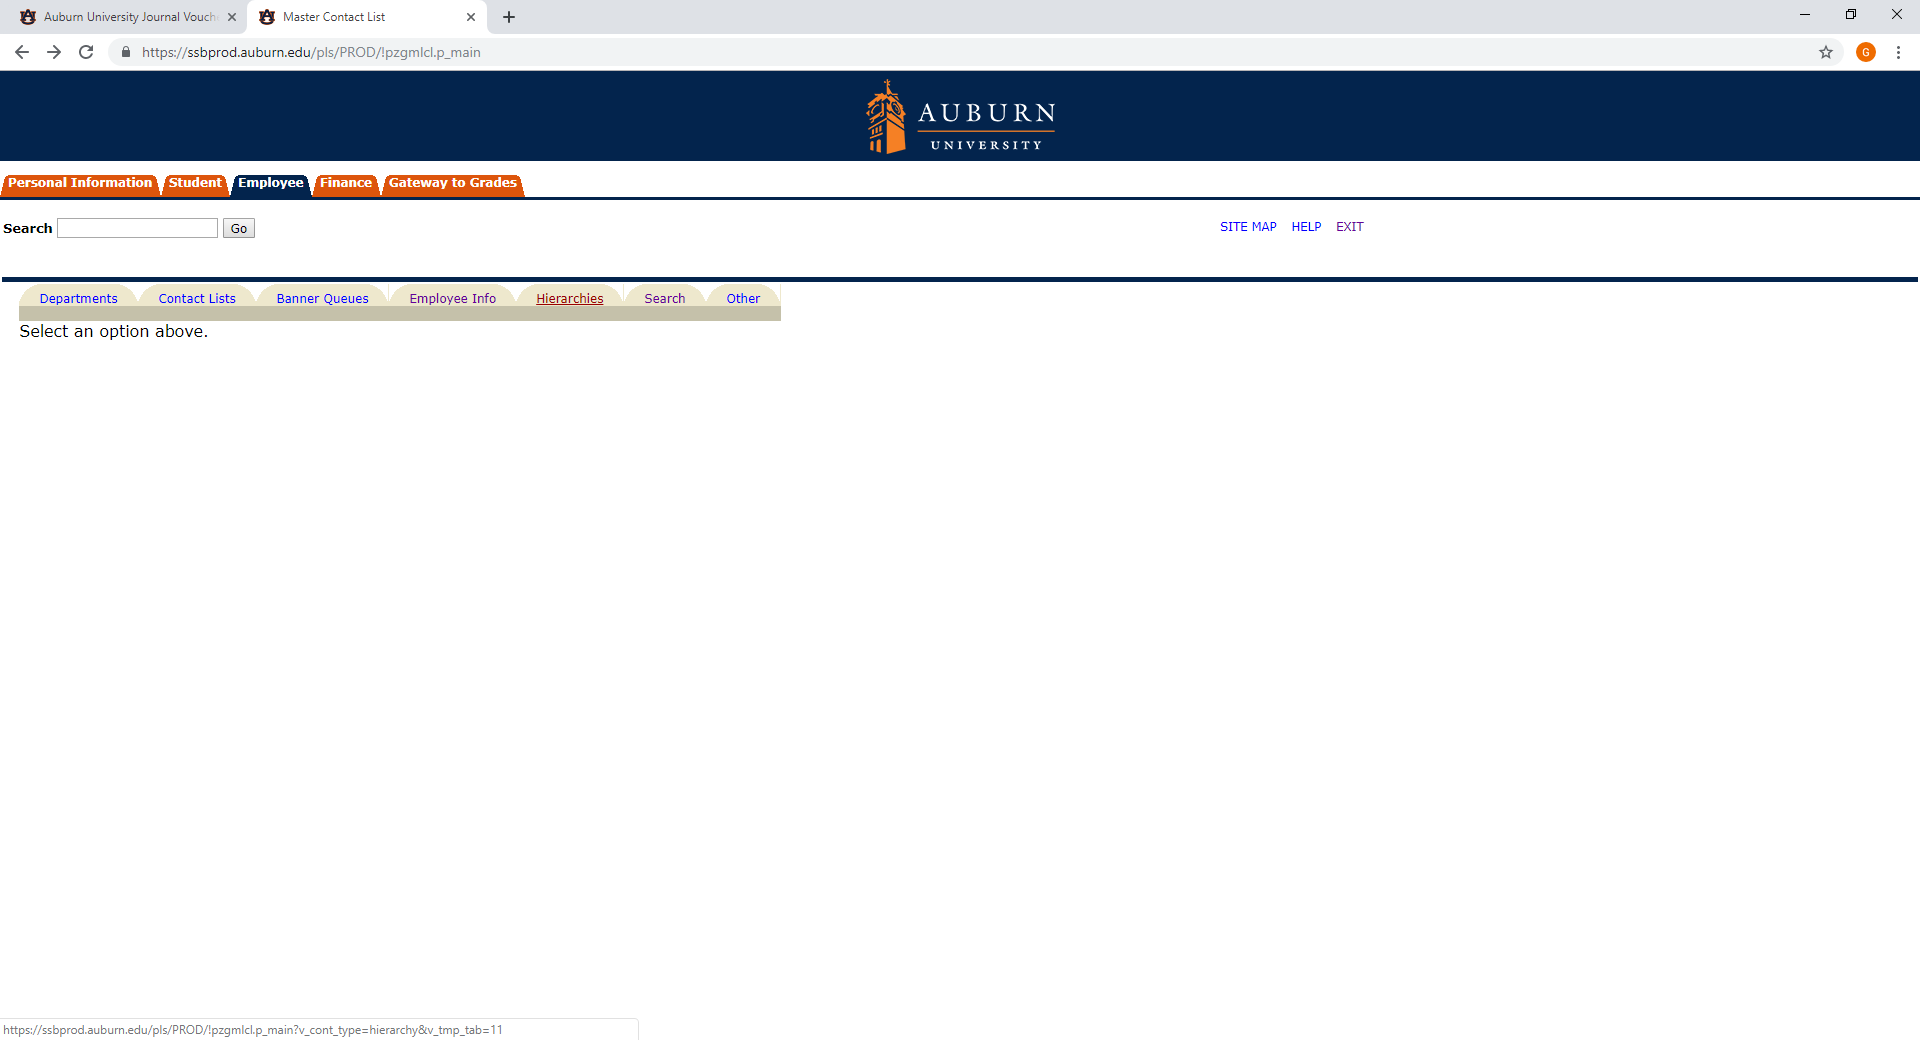 Auburn University Journal Vouch
Master Contact List
https://ssbprod.auburn.edu/pls/PROD/!pzgmlcl.p_main
G
AUBURN
UNIVERSITY
Personal Information Student Employee Finance Gateway to Grades
Search Go SITE MAP HELP EXIT
Departments Contact Lists Banner Queues Employee Info Hierarchies Search Other
Select an option above.
https://ssbprod.auburn.edu/pls/PROD/!pzgmlcl.p_main?v_cont_type=hierarchy&v_tmp_tab=11